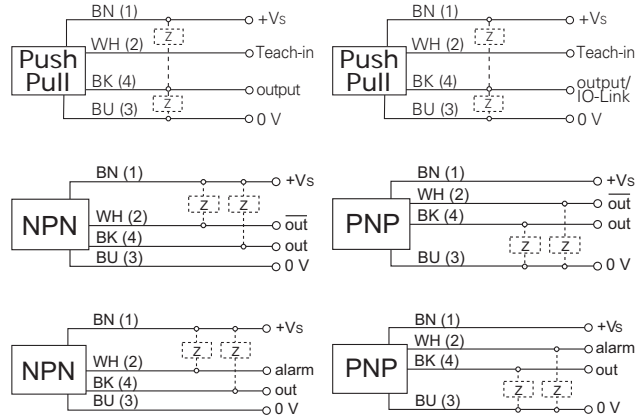 BN (1) +Vs
Z
WH (2) Teach-in
Push
Pull
BK (4) output
Z
BU (3) 0 V
BN (1) +Vs
Z
WH (2) Teach-in
Push
Pull
BK (4) output/
IO-Link
Z
BU (3) 0 V
BN (1) +Vs
Z Z
NPN
WH (2) out
BK (4) out
BU (3) 0 V
BN (1) +Vs
WH (2) out
PNP
BK (4) out
Z Z
BU (3) 0 V
BN (1) +Vs
Z Z
NPN
WH (2) alarm
BK (4) out
BU (3) 0 V
BN (1) +Vs
WH (2) alarm
PNP
BK (4) out
Z Z
BU (3) 0 V